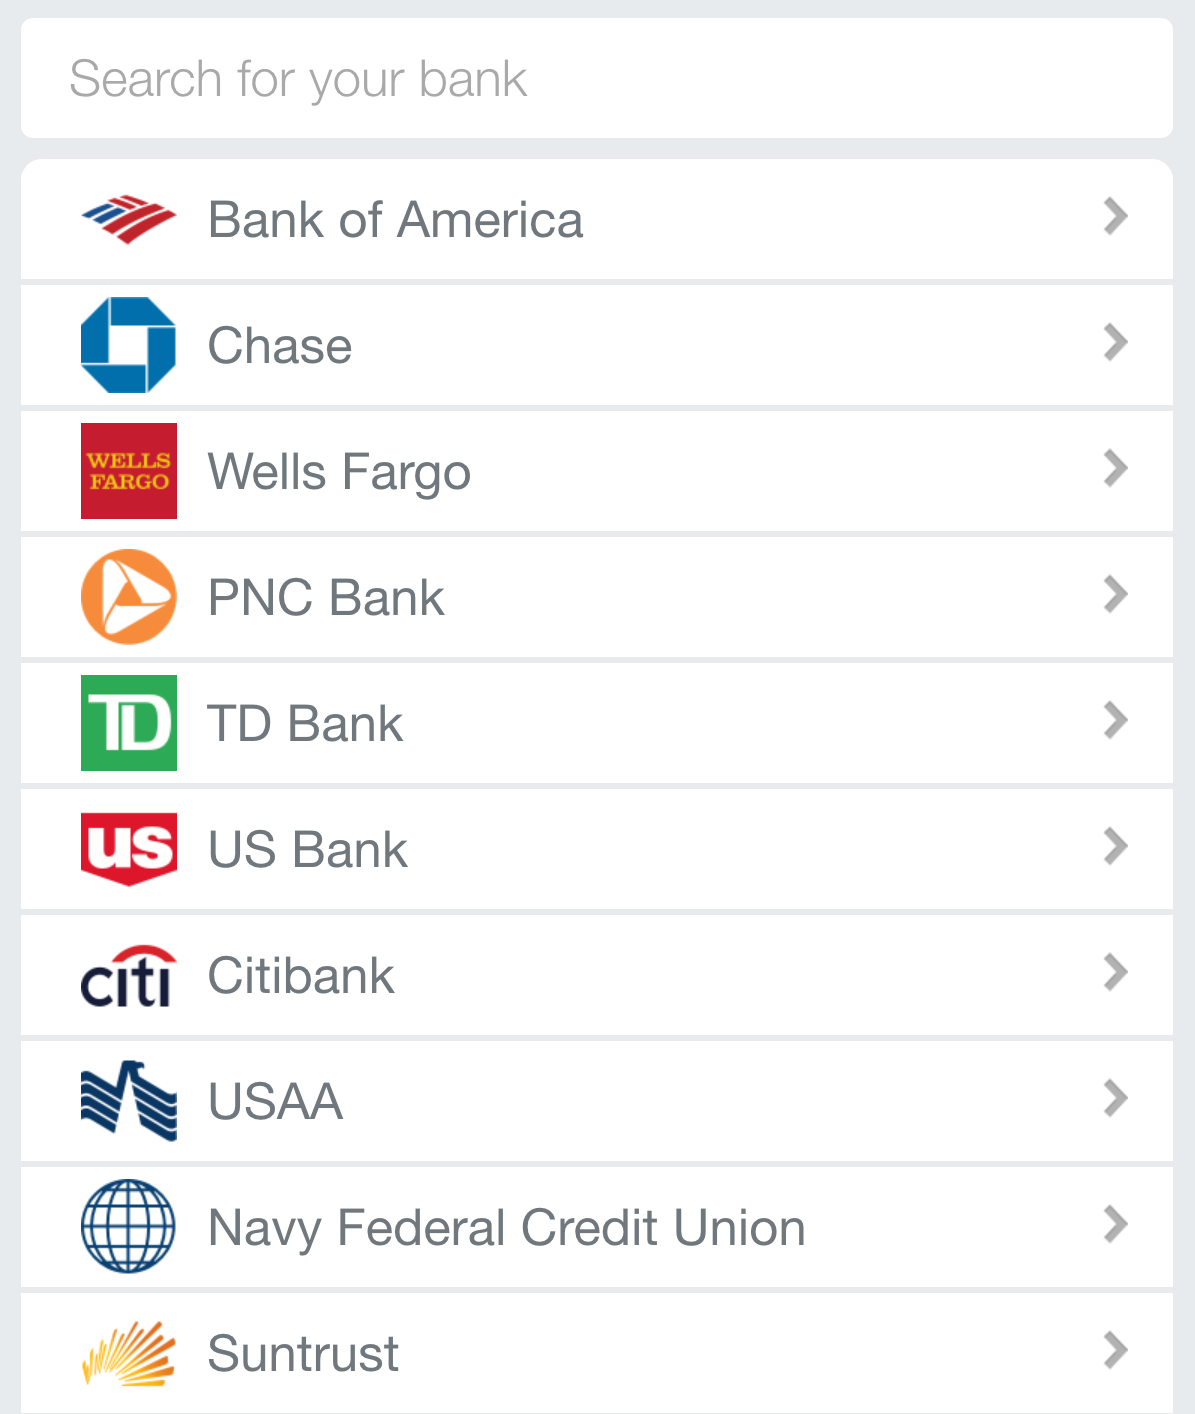 Search for your bank
Bank of America
Chase
WELLS
FARGO
Wells Fargo
PNC Bank
TD
TD Bank
us
US Bank
citi
Citibank
USAA
Navy Federal Credit Union
Suntrust